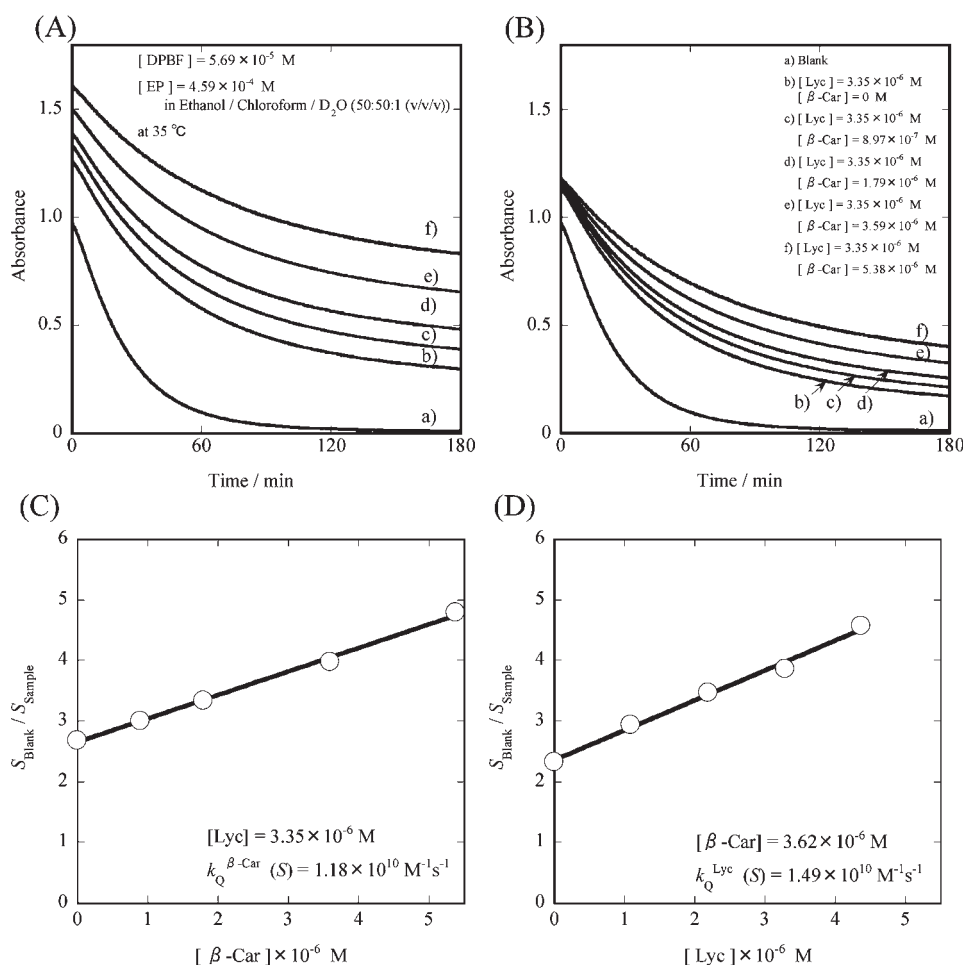 (A)
[ DPBF ] = 5.69 × 10-5 M
[ EP ] = 4.59 × 10-4 M
in Ethanol / Chloroform / D2O (50:50:1 (v/v/v))
at 35 ℃
1.5
1.0
0.5
0
Absorbance
f)
e)
d)
c)
b)
a)
0
60
120
180
Time / min
(B)
a) Blank
b) [ Lyc ] = 3.35×10-6 M
[ β-Car ] = 0 M
c) [ Lyc ] = 3.35×10-6 M
[ β-Car ] = 8.97×10-7 M
d) [ Lyc ] = 3.35×10-6 M
[ β-Car ] = 1.79×10-6 M
e) [ Lyc ] = 3.35×10-6 M
[ β-Car ] = 3.59×10-6 M
f) [ Lyc ] = 3.35×10-6 M
[ β-Car ] = 5.38×10-6 M
1.5
1.0
0.5
0
Absorbance
f)
e)
b) c) d)
a)
0
60
120
180
Time / min
(C)
6
5
4
3
2
1
0
SBlank / SSample
[Lyc] = 3.35×10-6 M
kQβ-Car (S) = 1.18×1010 M-1s-1
0 1 2 3 4 5
[ β-Car ]×10-6 M
(D)
6
5
4
3
2
1
0
SBlank / SSample
[β-Car] = 3.62×10-6 M
kQLyc (S) = 1.49×1010 M-1s-1
0 1 2 3 4 5
[ Lyc ]×10-6 M